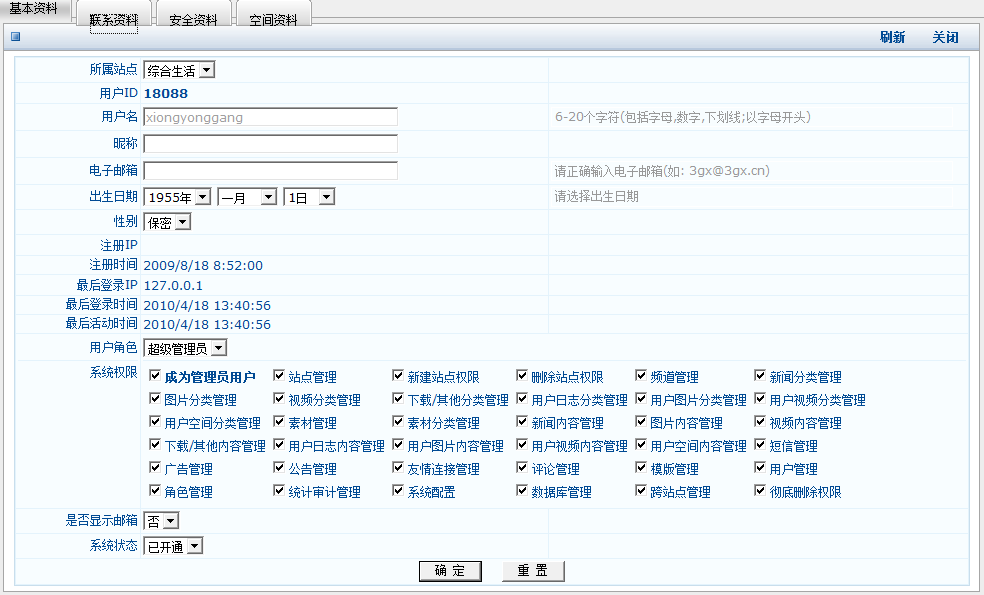 基本资料 联系资料 安全资料 空间资料
刷新 关闭
所属站点 综合生活
用户ID 18088
用户名 xiongyonggang 6-20个字符(包括字母,数字,下划线;以字母开头)
昵称
电子邮箱 请正确输入电子邮箱(如: 3gx@3gx.cn)
出生日期 1955年 一月 1日 请选择出生日期
性别 保密
注册IP
注册时间 2009/8/18 8:52:00
最后登录IP 127.0.0.1
最后登录时间 2010/4/18 13:40:56
最后活动时间 2010/4/18 13:40:56
用户角色 超级管理员
系统权限 成为管理员用户 站点管理 新建站点权限 删除站点权限 频道管理 新闻分类管理
图片分类管理 视频分类管理 下载/其他分类管理 用户日志分类管理 用户图片分类管理 用户视频分类管理
用户空间分类管理 素材管理 素材分类管理 新闻内容管理 图片内容管理 视频内容管理
下载/其他内容管理 用户日志内容管理 用户图片内容管理 用户视频内容管理 用户空间内容管理 短信管理
广告管理 公告管理 友情连接管理 评论管理 模版管理 用户管理
角色管理 统计审计管理 系统配置 数据库管理 跨站点管理 彻底删除权限
是否显示邮箱 否
系统状态 已开通
确 定 重 置